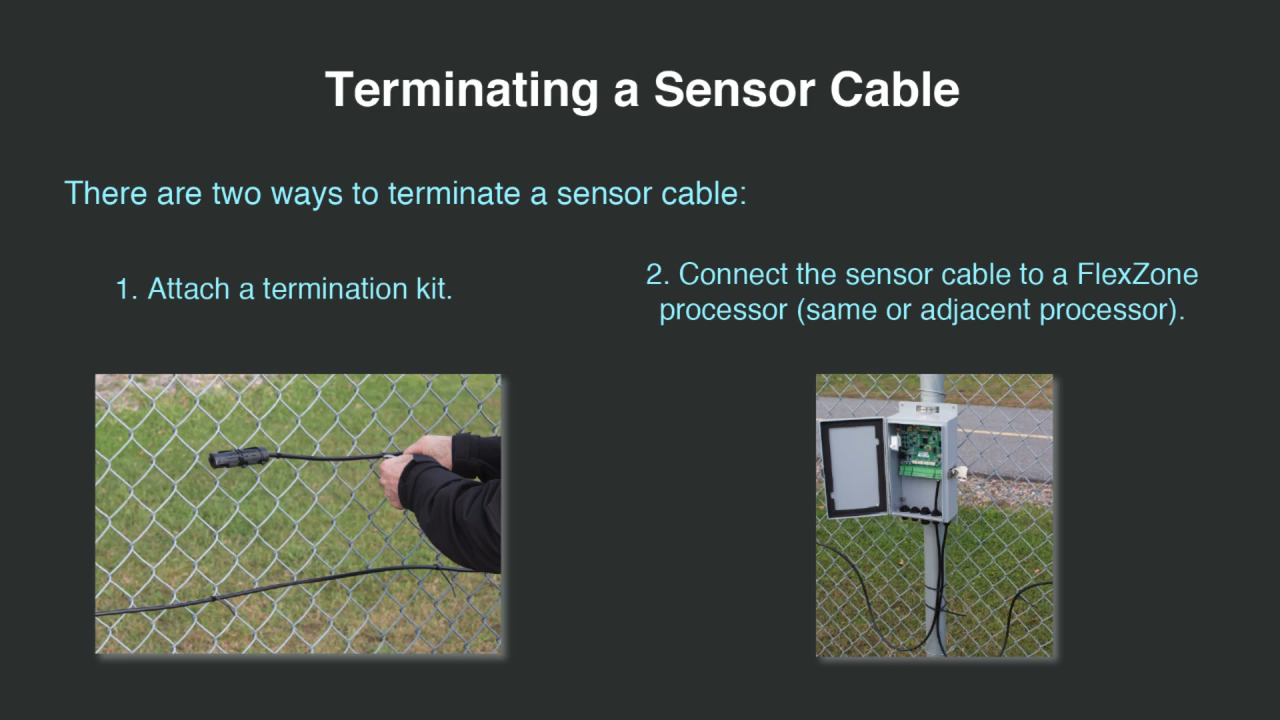 Terminating a Sensor Cable
There are two ways to terminate a sensor cable:
1. Attach a termination kit.
2. Connect the sensor cable to a FlexZone
processor (same or adjacent processor).